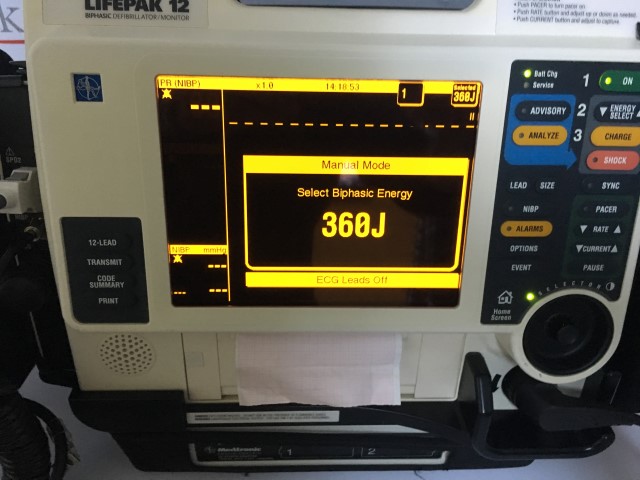 LIFEPAK 12
BIPHASIC DEFIBRILLATOR/MONITOR
k
• Push PACER to turn pacer on.
• Push RATE button and adjust up or down as needed.
• Push CURRENT button and adjust to capture.
PR (NIBP)
x1.0
14:18:53
1
Selected
360J
---
Manual Mode
Select Biphasic Energy
360J
ECG Leads Off
NIBP mmHg
---
--- ---
12-LEAD
TRANSMIT
CODE
SUMMARY
PRINT
Batt Chg
Service
1 ON
ADVISORY 2 ENERGY
SELECT
ANALYZE 3 CHARGE
SHOCK
LEAD SIZE SYNC
NIBP PACER
ALARMS RATE
OPTIONS CURRENT
EVENT PAUSE
SELECTOR
Home
Screen
SPO2
Medtronic
1 2